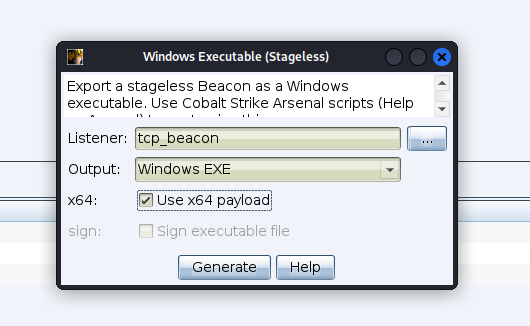 Windows Executable (Stageless)
Export a stageless Beacon as a Windows
executable. Use Cobalt Strike Arsenal scripts (Help
Listener: tcp_beacon ...
Output: Windows EXE
x64: Use x64 payload
sign: Sign executable file
Generate Help